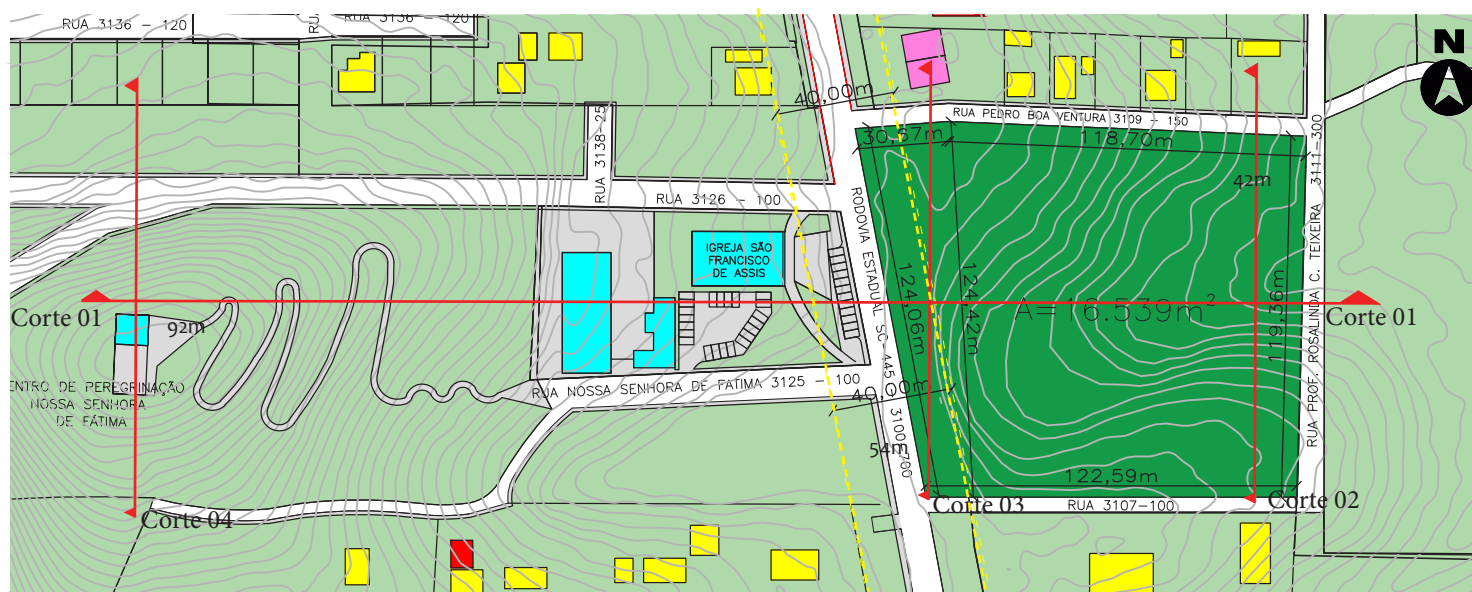 RUA 3136 - 120
RUA 3136 - 120
RUA
N
40,00m
RUA PEDRO BOA VENTURA 3109 - 150
30,67m
118,70m
RUA 3138-25
42m
RUA 3126 - 100
RODOVIA ESTADUAL SC 445 3100-700
RUA PROF. ROSALINDA C. TEIXEIRA 3111-300
IGREJA SÃO
FRANCISCO
DE ASSIS
124,06m
124,42m
119,36m
A=16.539m²
Corte 01
Corte 01
92m
ENTRO DE PEREGRINAÇÃO
NOSSA SENHORA
DE FÁTIMA
RUA NOSSA SENHORA DE FATIMA 3125 - 100
40,00m
54m
122,59m
Corte 04
Corte 03
RUA 3107-100
Corte 02